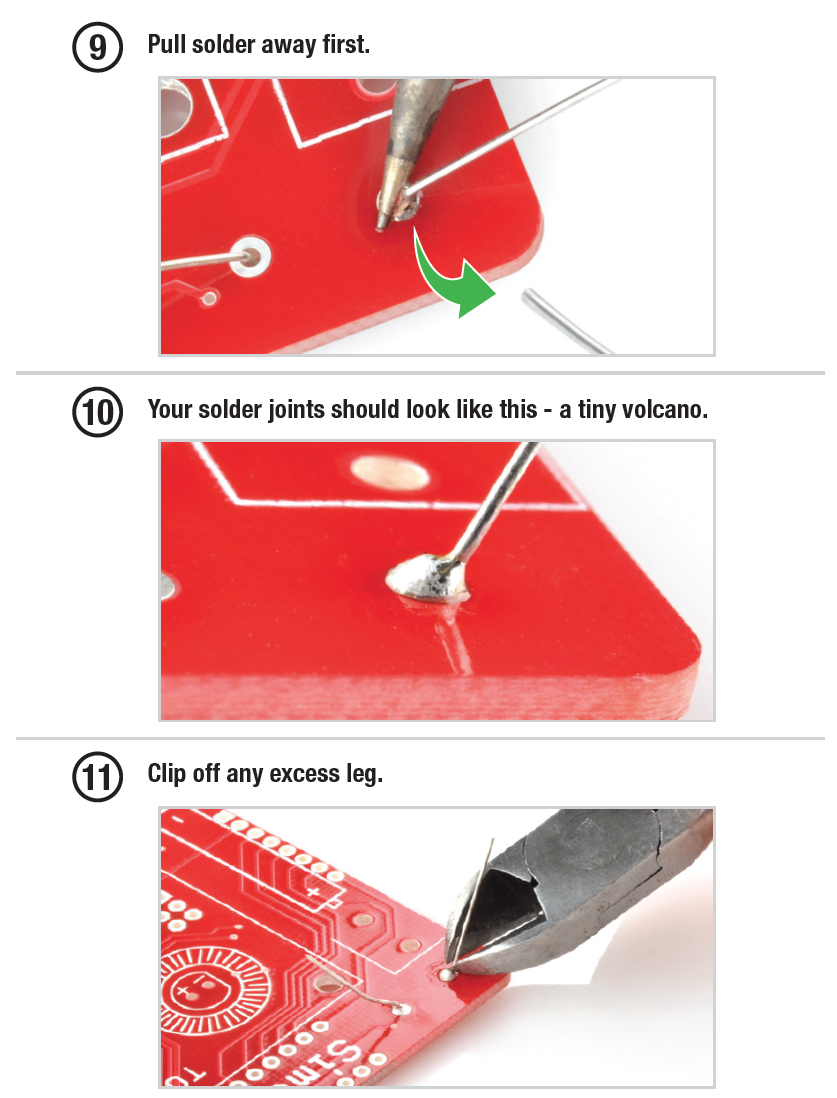 9 Pull solder away first.
10 Your solder joints should look like this - a tiny volcano.
11 Clip off any excess leg.
-
+
+ -
Sim